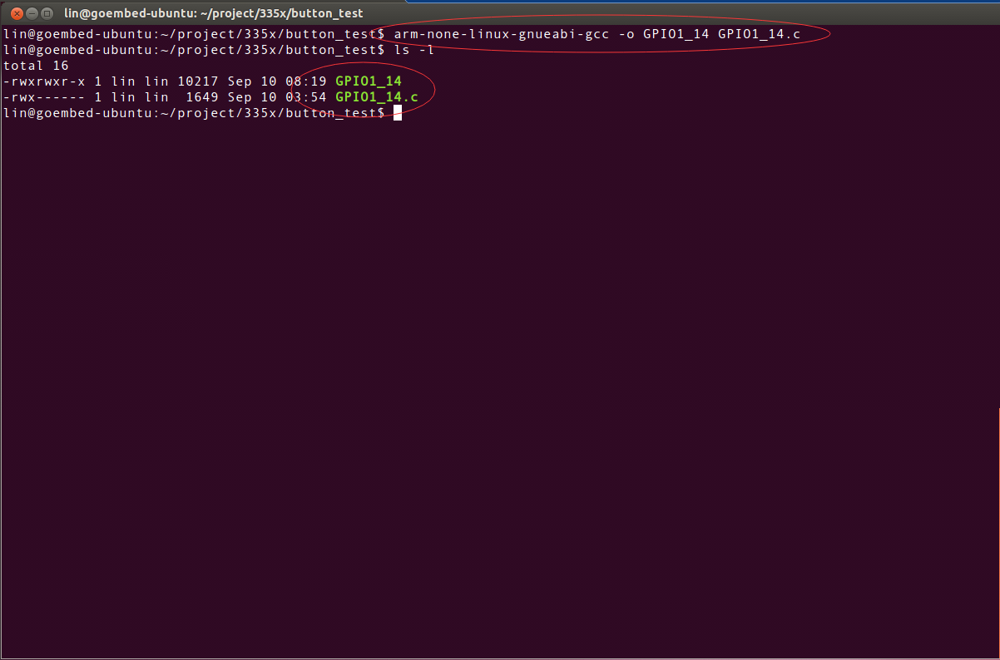 lin@goembed-ubuntu: ~/project/335x/button_test
lin@goembed-ubuntu:~/project/335x/button_test$ arm-none-linux-gnueabi-gcc -o GPIO1_14 GPIO1_14.c
lin@goembed-ubuntu:~/project/335x/button_test$ ls -l
total 16
-rwxrwxr-x 1 lin lin 10217 Sep 10 08:19 GPIO1_14
-rwx------ 1 lin lin  1649 Sep 10 03:54 GPIO1_14.c
lin@goembed-ubuntu:~/project/335x/button_test$